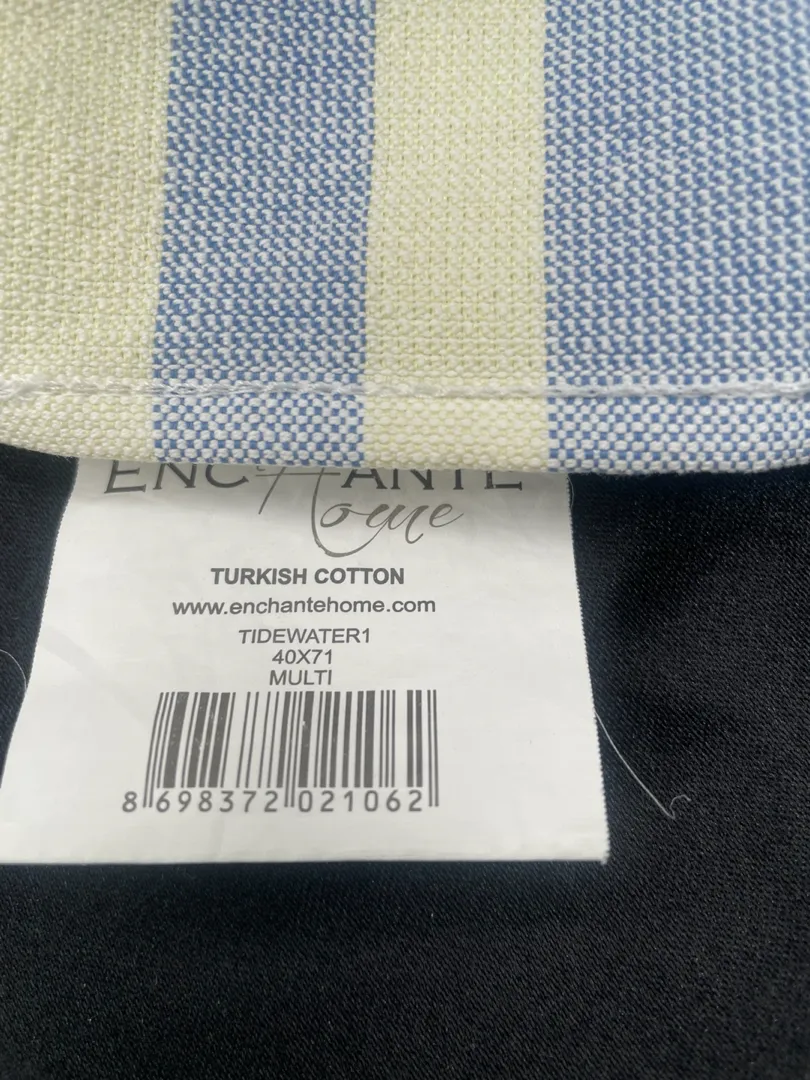 ENCHANTE
Home
TURKISH COTTON
www.enchantehome.com
TIDEWATER1
40X71
MULTI
8 698372 021062